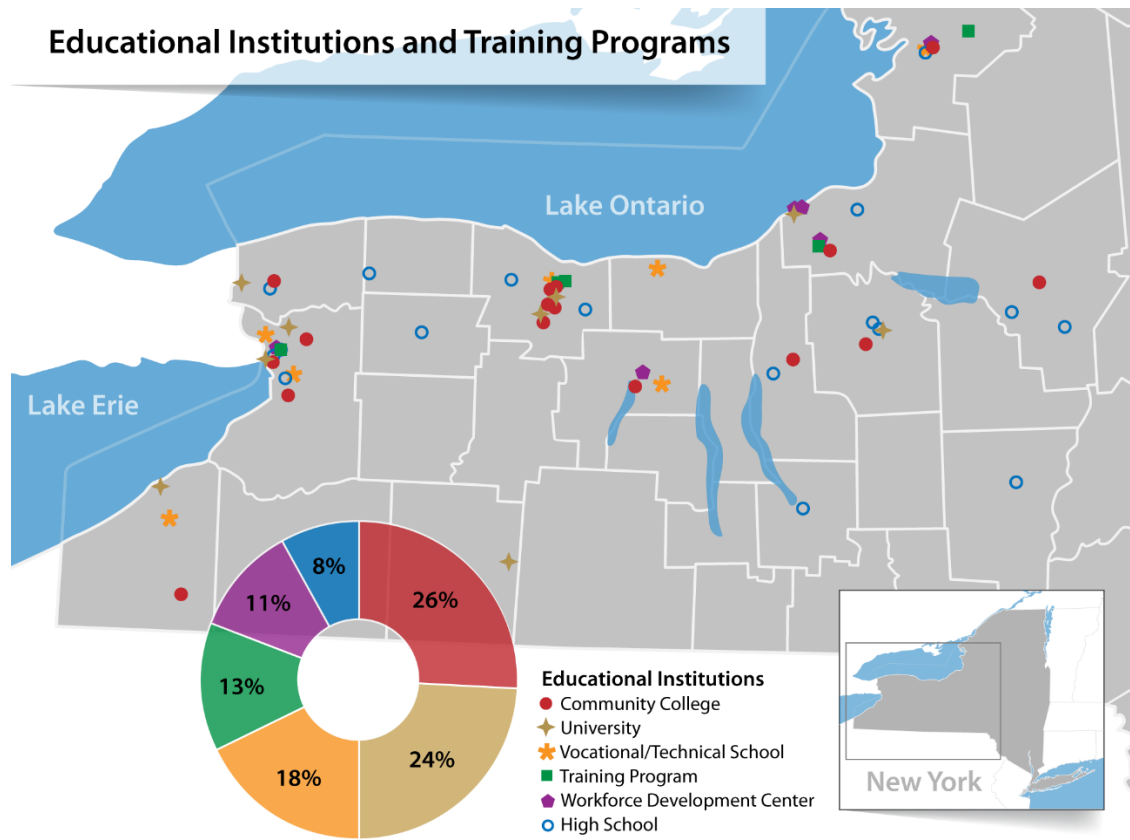 Educational Institutions and Training Programs
Lake Ontario
Lake Erie
8%
26%
11%
13%
18%
24%
Educational Institutions
Community College
University
Vocational/Technical School
Training Program
Workforce Development Center
High School
New York